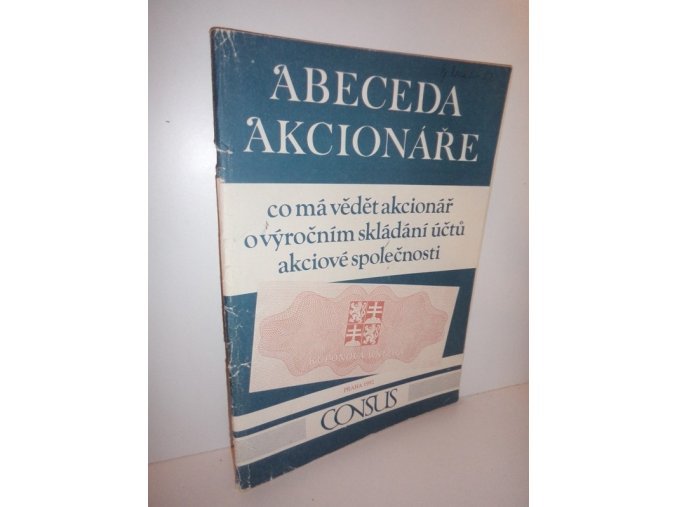 ABECEDA
AKCIONÁŘE
co má vědět akcionář
o výročním skládání účtů
akciové společnosti
PRAHA 1992
CONSUS